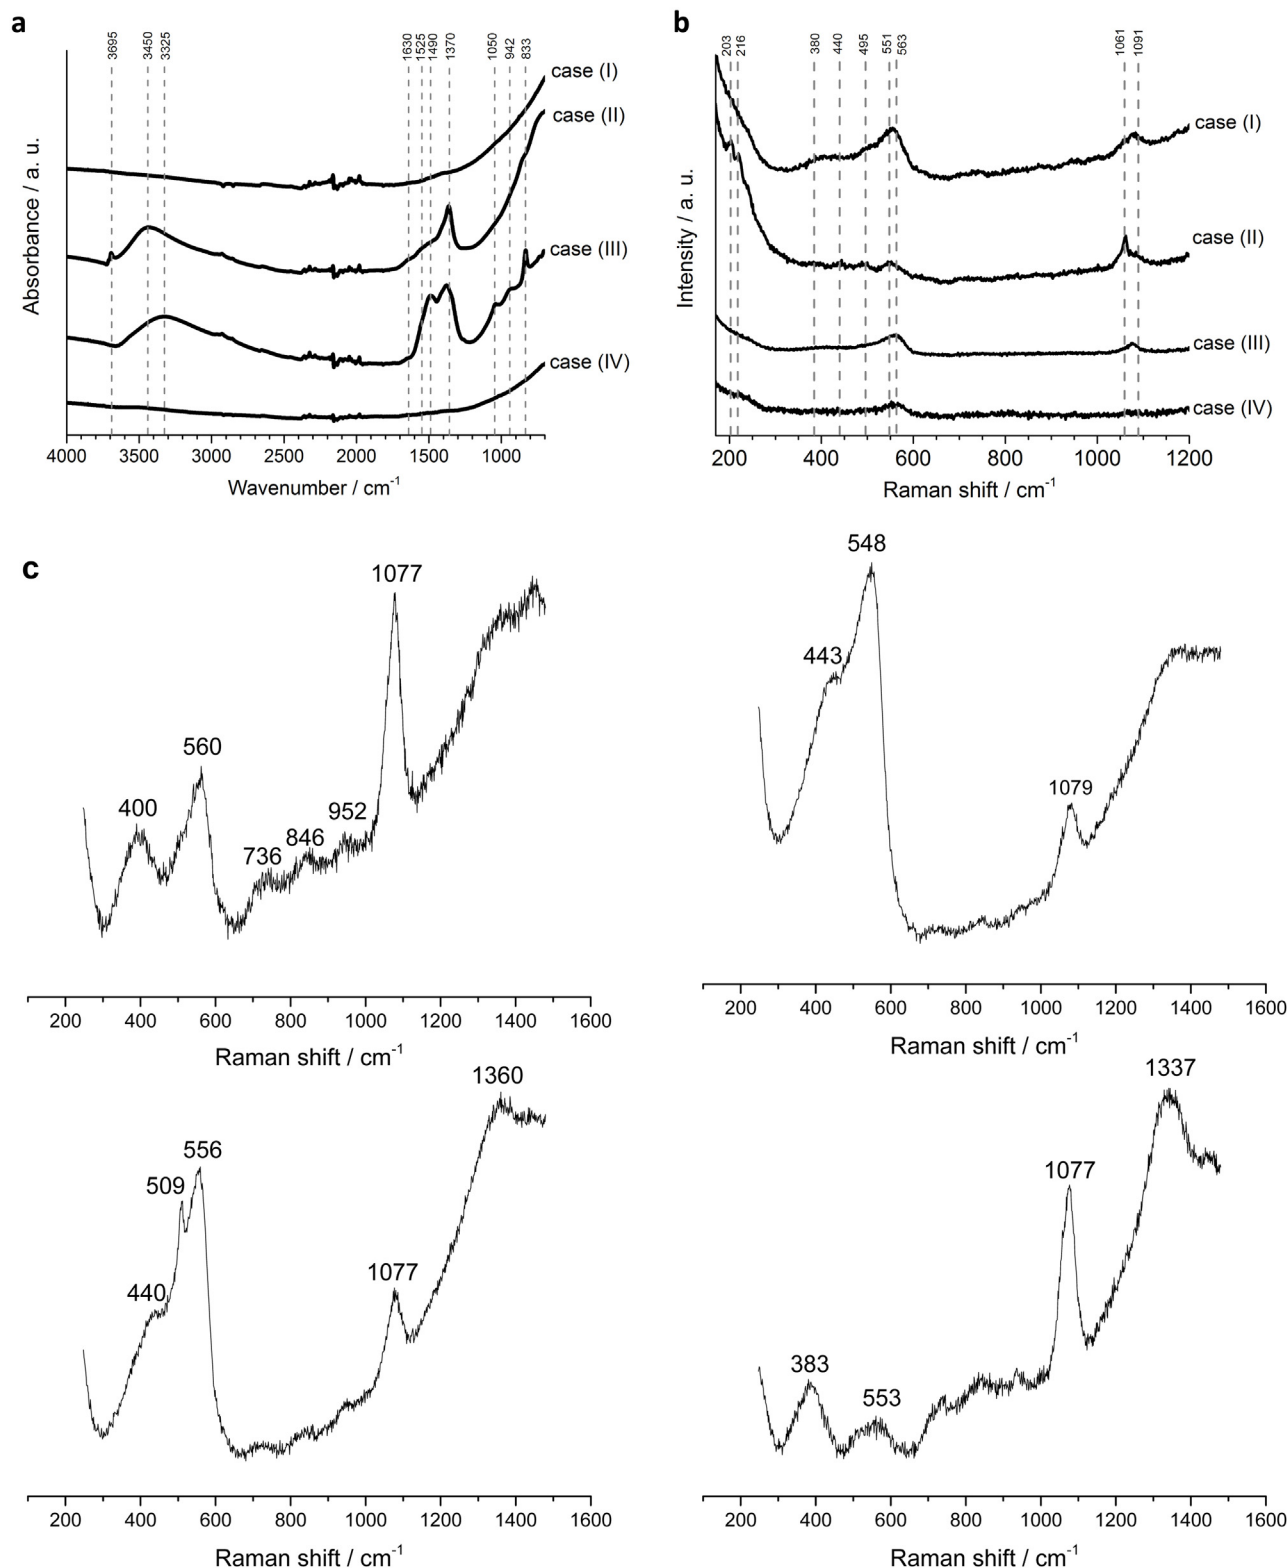 a
3695
3450
3325
1630
1525
1490
1370
1050
942
833
case (I)
case (II)
case (III)
case (IV)
Absorbance / a. u.
4000 3500 3000 2500 2000 1500 1000
Wavenumber / cm-1
b
203
216
380
440
495
551
563
1061
1091
case (I)
case (II)
case (III)
case (IV)
Intensity / a. u.
200 400 600 800 1000 1200
Raman shift / cm-1
c
1077
560
400
952
846
736
200 400 600 800 1000 1200 1400 1600
Raman shift / cm-1
548
443
1079
200 400 600 800 1000 1200 1400 1600
Raman shift / cm-1
1360
556
509
1077
440
200 400 600 800 1000 1200 1400 1600
Raman shift / cm-1
1337
1077
383
553
200 400 600 800 1000 1200 1400 1600
Raman shift / cm-1